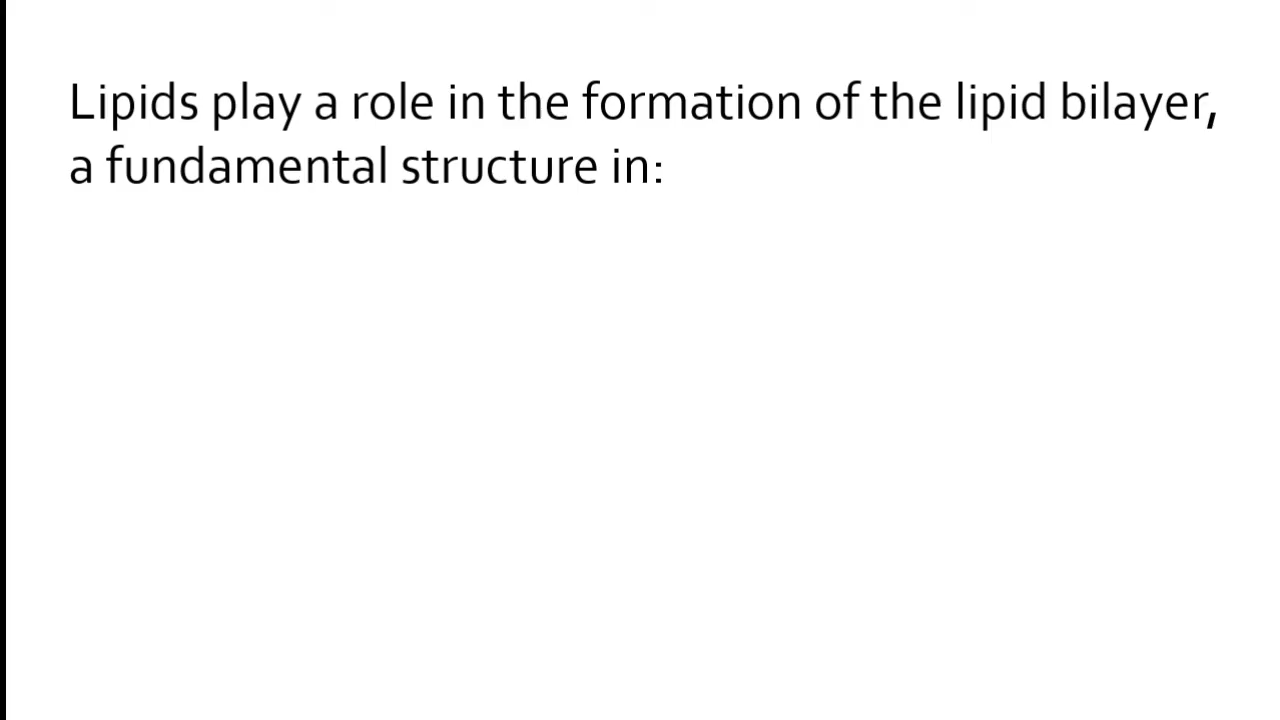 Lipids play a role in the formation of the lipid bilayer,
a fundamental structure in: